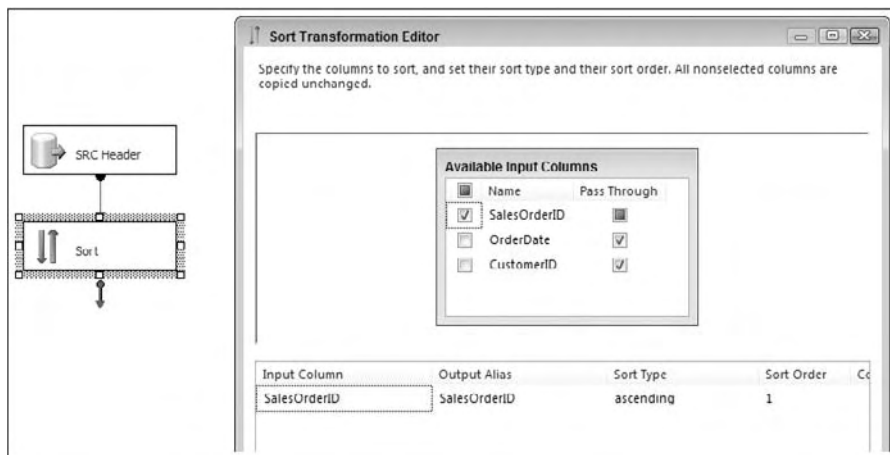 Sort Transformation Editor
Specify the columns to sort, and set their sort type and their sort order. All nonselected columns are
copied unchanged.
SRC Header
Sort
Available Input Columns
Name Pass Through
SalesOrderID
OrderDate
CustomerID
Input Column Output Alias Sort Type Sort Order Co
SalesOrderID SalesOrderID ascending 1